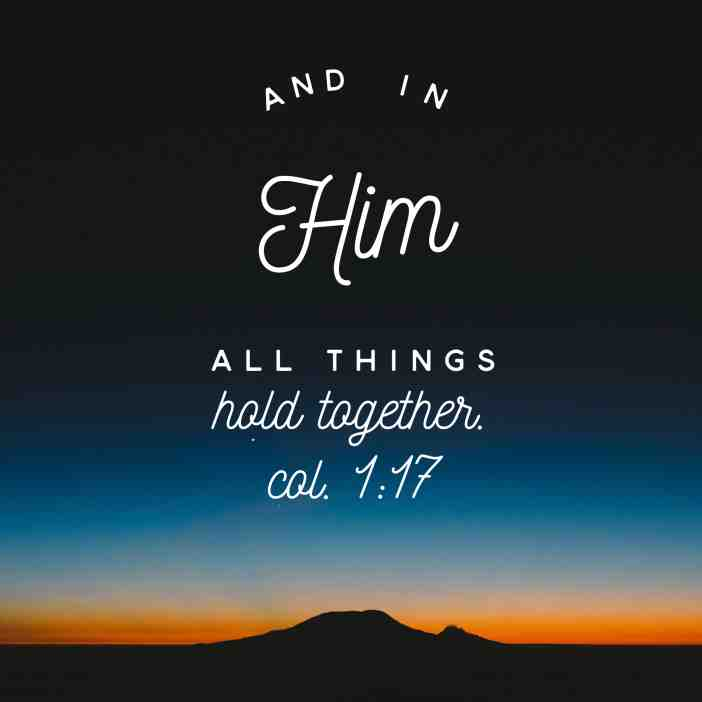 AND IN
Him
ALL THINGS
hold together.
col. 1:17